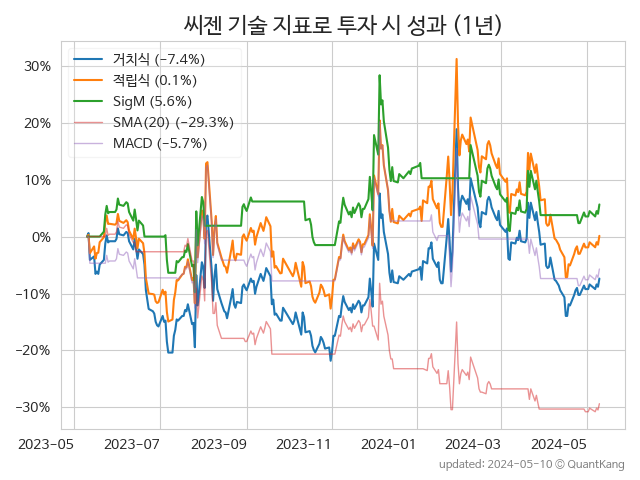 씨젠 기술 지표로 투자 시 성과 (1년)
거치식 (−7.4%)
적립식 (0.1%)
SigM (5.6%)
SMA(20) (−29.3%)
MACD (−5.7%)
30%
20%
10%
0%
−10%
−20%
−30%
2023-05 2023-07 2023-09 2023-11 2024-01 2024-03 2024-05
updated: 2024-05-10 ⓒ QuantKang